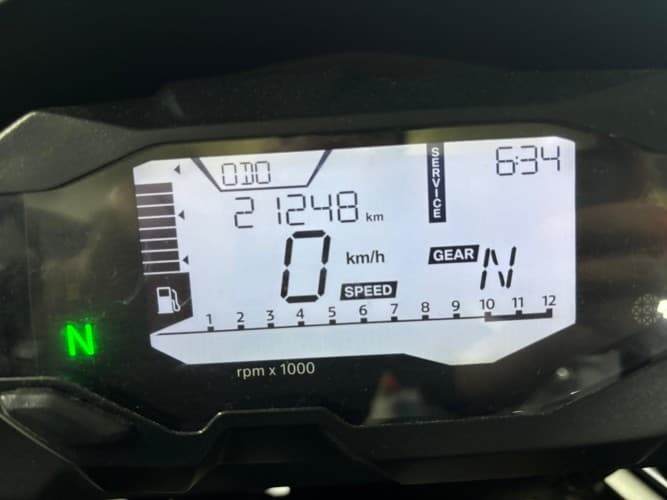 ODO
21248 km
SERVICE
6:34
0 km/h
SPEED
GEAR N
1 2 3 4 5 6 7 8 9 10 11 12
rpm x 1000
N